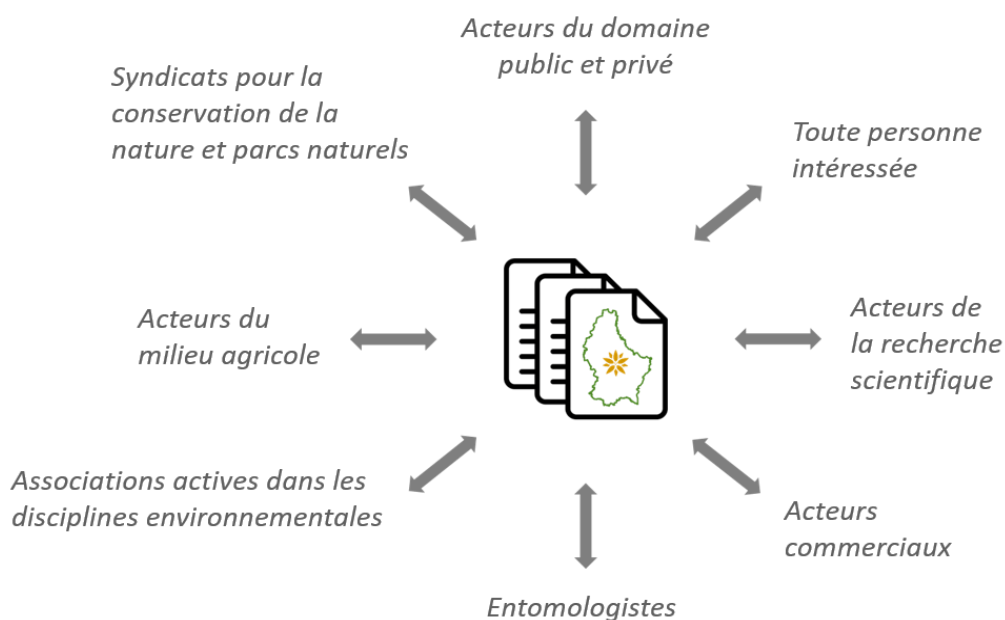 Acteurs du domaine
public et privé
Syndicats pour la
conservation de la
nature et parcs naturels
Toute personne
intéressée
Acteurs du
milieu agricole
Acteurs de
la recherche
scientifique
Associations actives dans les
disciplines environnementales
Acteurs
commerciaux
Entomologistes